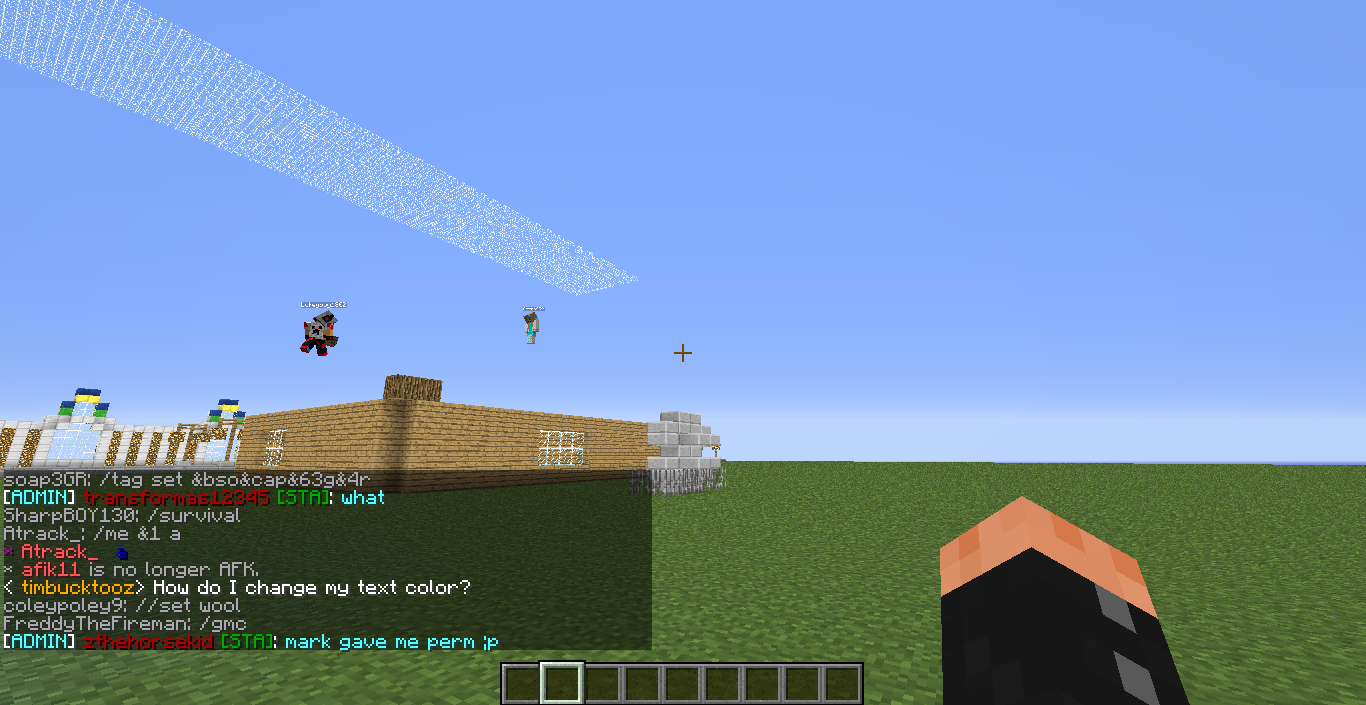 soap3GR: /tag set &bso&cap&63g&4r
[ADMIN] transformas12345 [STA]: what
SharpBOY130: /survival
Atrack_: /me &1 a
* Atrack_ a
* afik11 is no longer AFK.
< timbucktooz> How do I change my text color?
coleypoley9: //set wool
FreddyTheFireman: /gmc
[ADMIN] zthehorsekid [STA]: mark gave me perm ;p